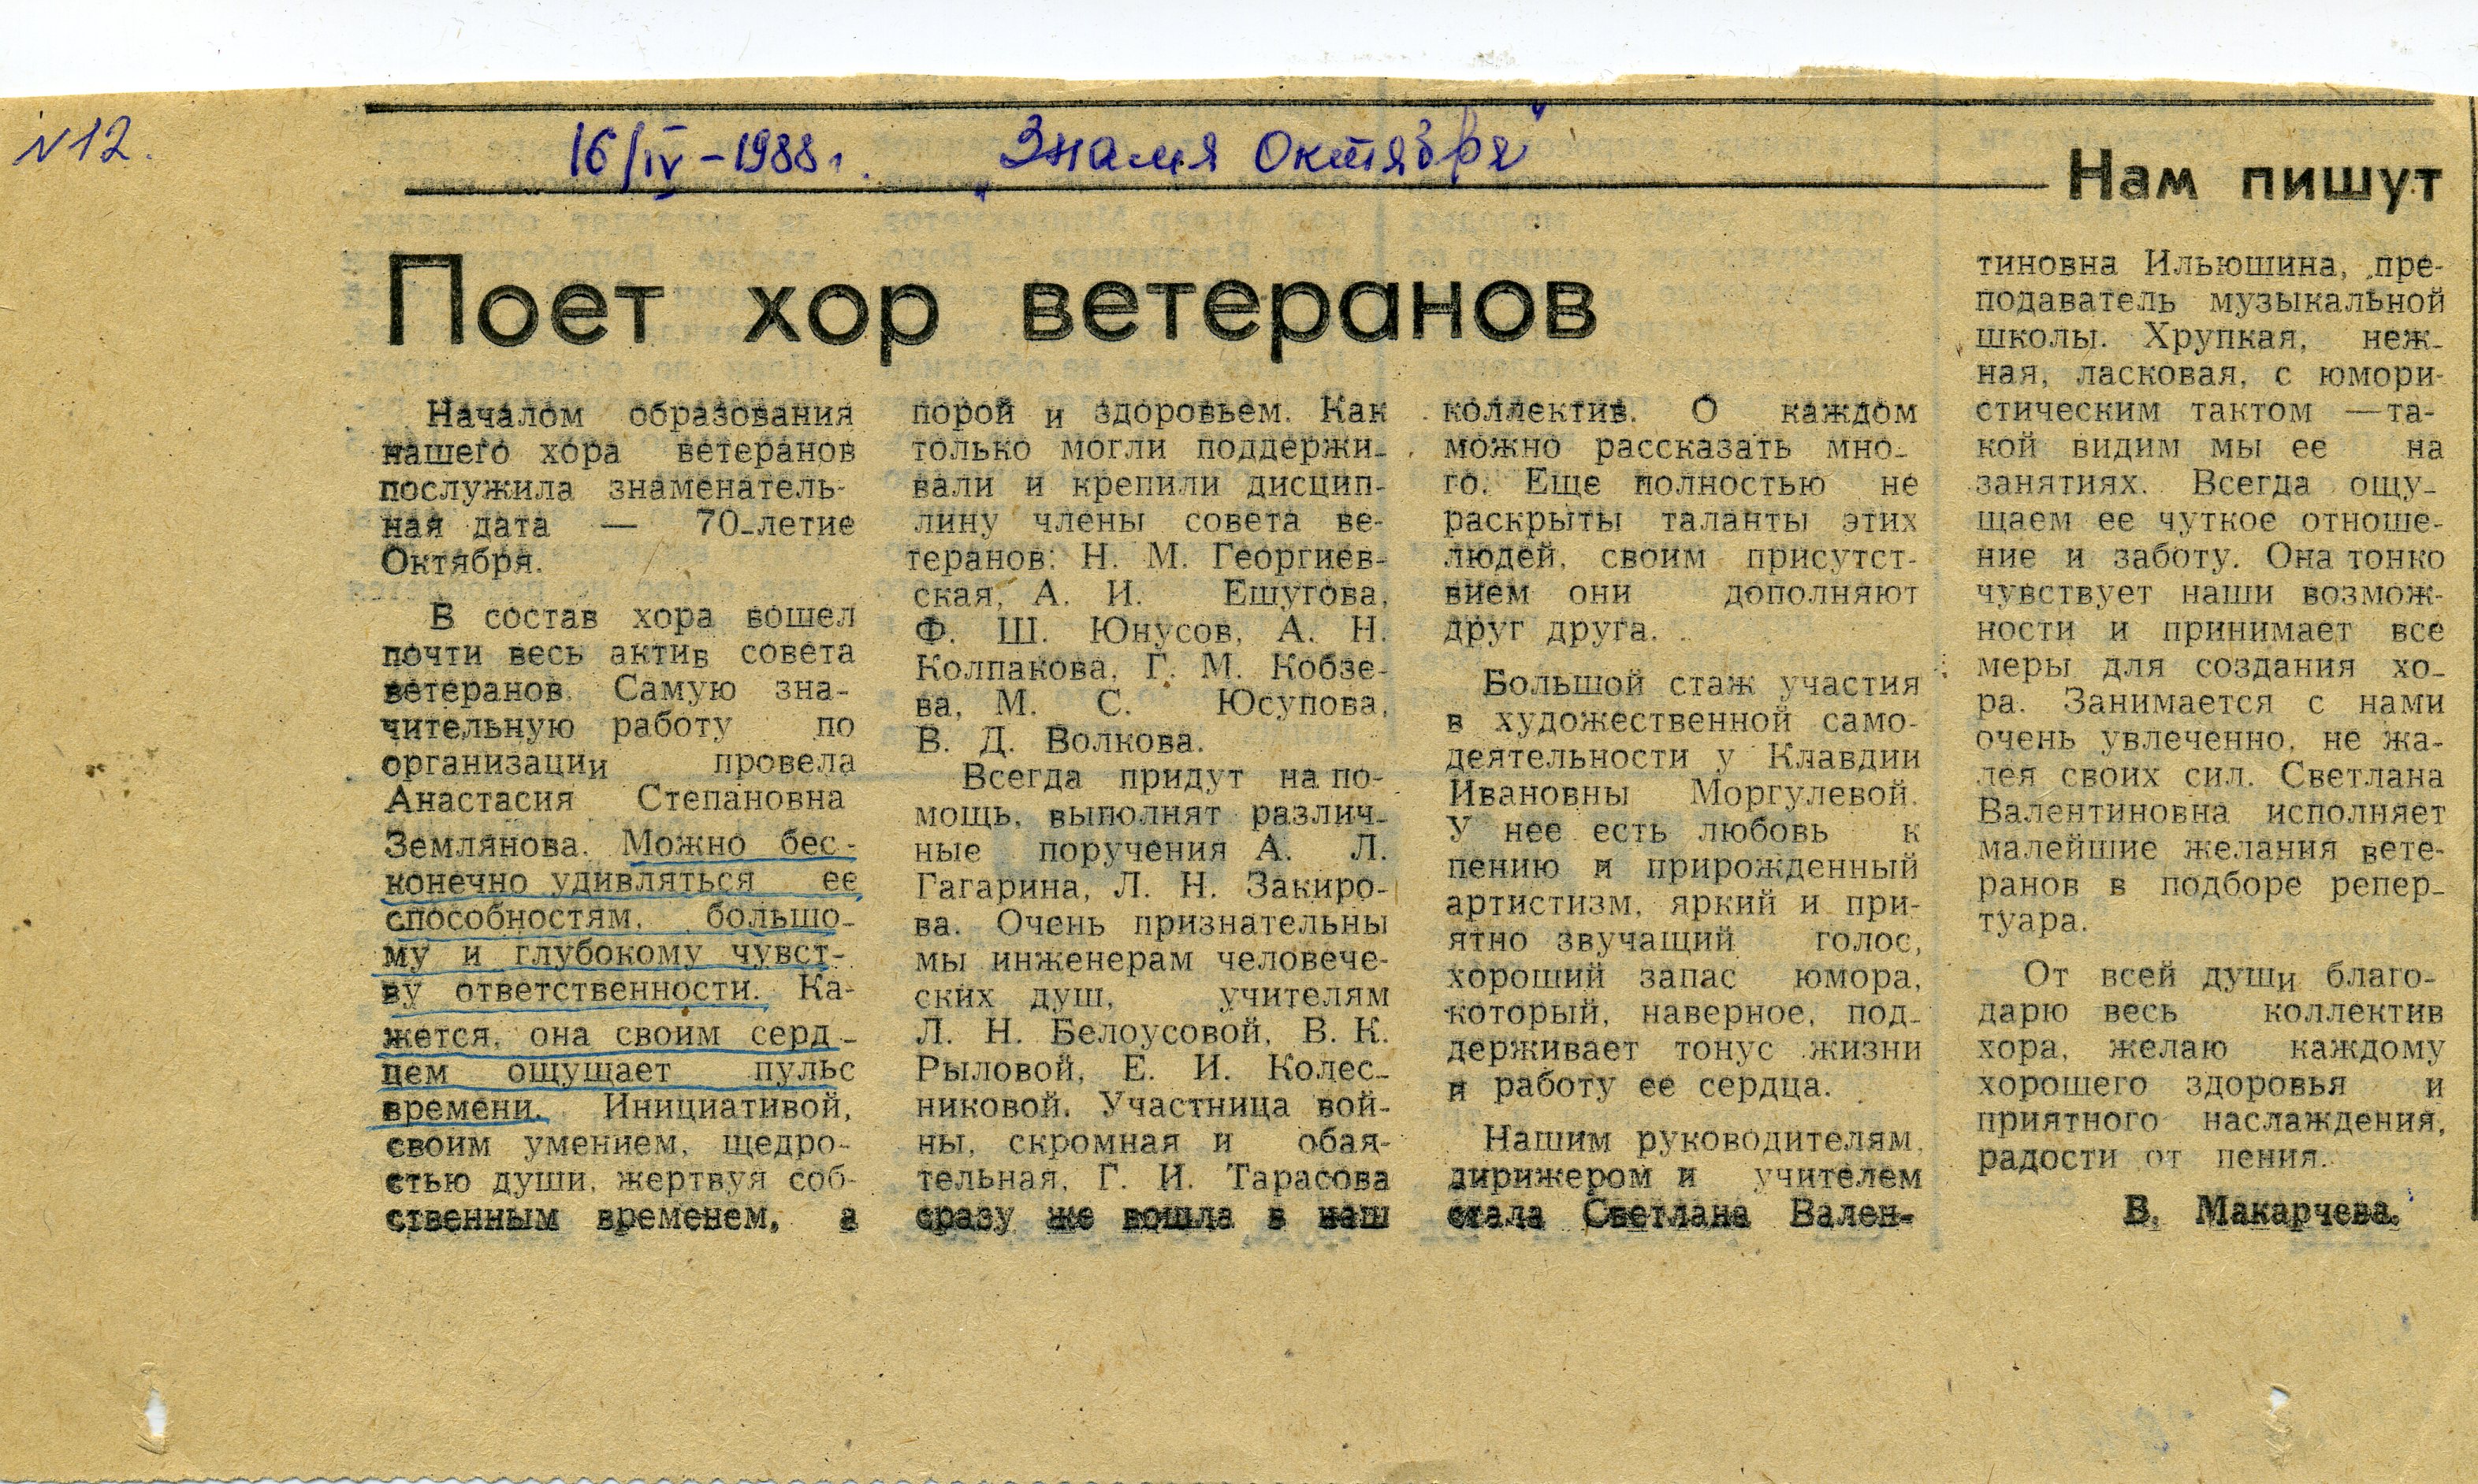 N12.
16/IV-1988г. „Знамя Октября"
Нам пишут
Поет хор ветеранов
Началом образования
нашего хора ветеранов
послужила знаменатель-
ная дата — 70-летие
Октября.
В состав хора вошел
почти весь актив совета
ветеранов. Самую зна-
чительную работу по
организации провела
Анастасия Степановна
Землянова. Можно бес-
конечно удивляться ее
способностям, большо-
му и глубокому чувст-
ву ответственности. Ка-
жется, она своим серд-
цем ощущает пульс
времени. Инициативой,
своим умением, щедро-
стью души, жертвуя соб-
ственным временем, а
порой и здоровьем. Как
только могли поддержи-
вали и крепили дисцип-
лину члены совета ве-
теранов: Н. М. Георгиев-
ская, А. И. Ешутова,
Ф. Ш. Юнусов, А. Н.
Колпакова, Г. М. Кобзе-
ва, М. С. Юсупова,
В. Д. Волкова.
Всегда придут на по-
мощь, выполнят различ-
ные поручения А. Л.
Гагарина, Л. Н. Закиро-
ва. Очень признательны
мы инженерам человече-
ских душ, учителям
Л. Н. Белоусовой, В. К.
Рыловой, Е. И. Колес-
никовой. Участница вой-
ны, скромная и обая-
тельная, Г. И. Тарасова
сразу же вошла в наш
коллектив. О каждом
можно рассказать мно-
го. Еще полностью не
раскрыты таланты этих
людей, своим присутст-
вием они дополняют
друг друга.
Большой стаж участия
в художественной само-
деятельности у Клавдии
Ивановны Моргулевой.
У нее есть любовь к
пению и прирожденный
артистизм, яркий и при-
ятно звучащий голос,
хороший запас юмора,
который, наверное, под-
держивает тонус жизни
и работу ее сердца.
Нашим руководителям,
дирижером и учителем
стала Светлана Вален-
тиновна Ильюшина, пре-
подаватель музыкальной
школы. Хрупкая, неж-
ная, ласковая, с юмори-
стическим тактом —та-
кой видим мы ее на
занятиях. Всегда ощу-
щаем ее чуткое отноше-
ние и заботу. Она тонко
чувствует наши возмож-
ности и принимает все
меры для создания хо-
ра. Занимается с нами
очень увлеченно, не жа-
лея своих сил. Светлана
Валентиновна исполняет
малейшие желания вете-
ранов в подборе репер-
туара.
От всей души благо-
дарю весь коллектив
хора, желаю каждому
хорошего здоровья и
приятного наслаждения,
радости от пения.
В. Макарчева.